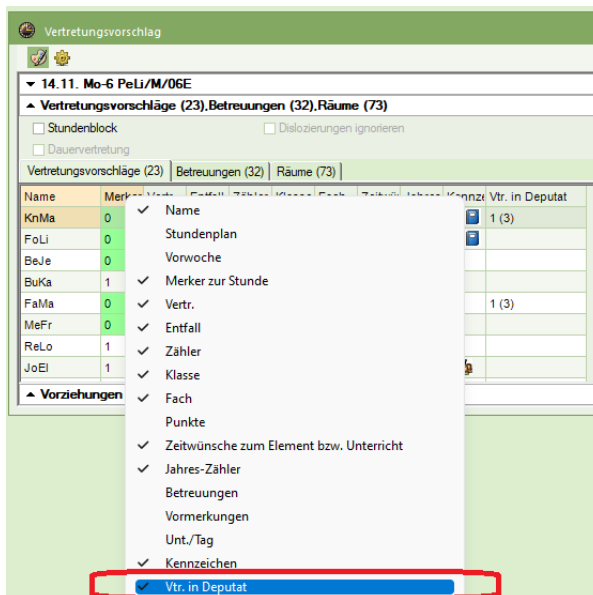 Vertretungsvorschlag
14.11. Mo-6 PeLi/M/06E
Vertretungsvorschläge (23),Betreuungen (32),Räume (73)
Stundenblock Dislozierungen ignorieren
Dauervertretung
Vertretungsvorschläge (23) Betreuungen (32) Räume (73)
Name Merker Vtr. in Deputat
KnMa 0 1 (3)
FoLi 0
BeJe 0
BuKa 1
FaMa 0 1 (3)
MeFr 0
ReLo 1
JoEl 1
Vorziehungen
Name
Stundenplan
Vorwoche
Merker zur Stunde
Vertr.
Entfall
Zähler
Klasse
Fach
Punkte
Zeitwünsche zum Element bzw. Unterricht
Jahres-Zähler
Betreuungen
Vormerkungen
Unt./Tag
Kennzeichen
Vtr. in Deputat